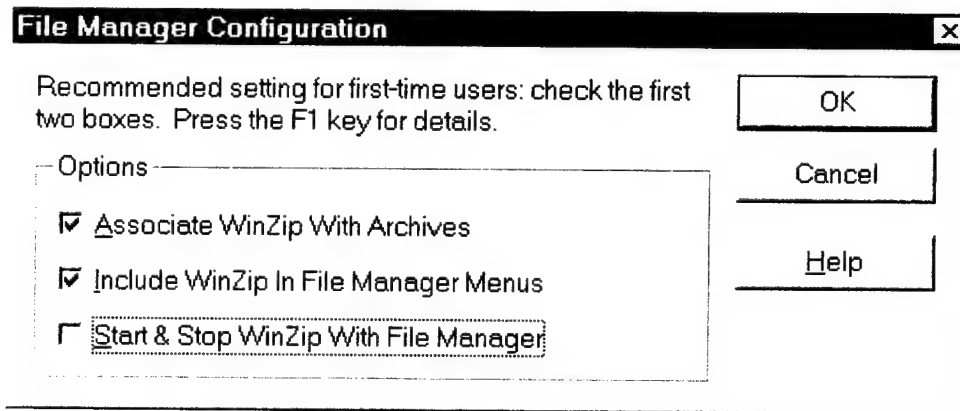 File Manager Configuration
Recommended setting for first-time users: check the first
two boxes. Press the F1 key for details.
OK
Cancel
Help
Options
Associate WinZip With Archives
Include WinZip In File Manager Menus
Start & Stop WinZip With File Manager